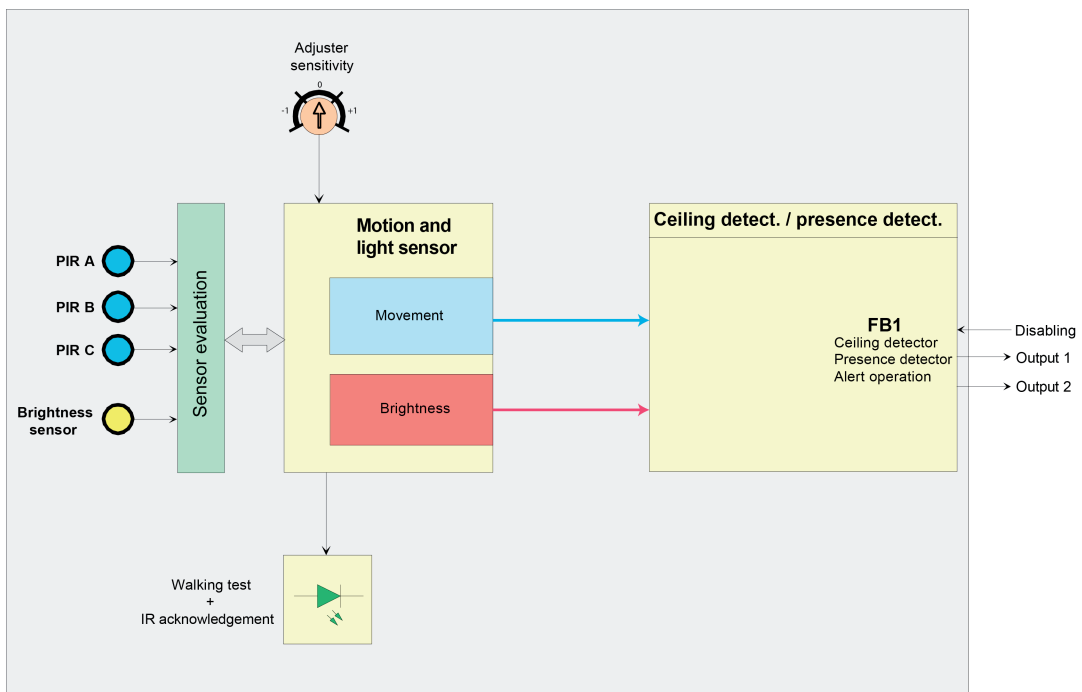 Adjuster
sensitivity
0
-1
+1
Motion and
light sensor
Ceiling detect. / presence detect.
PIR A
PIR B
PIR C
Brightness
sensor
Sensor evaluation
Movement
Brightness
FB1
Ceiling detector
Presence detector
Alert operation
Disabling
Output 1
Output 2
Walking test
+
IR acknowledgement